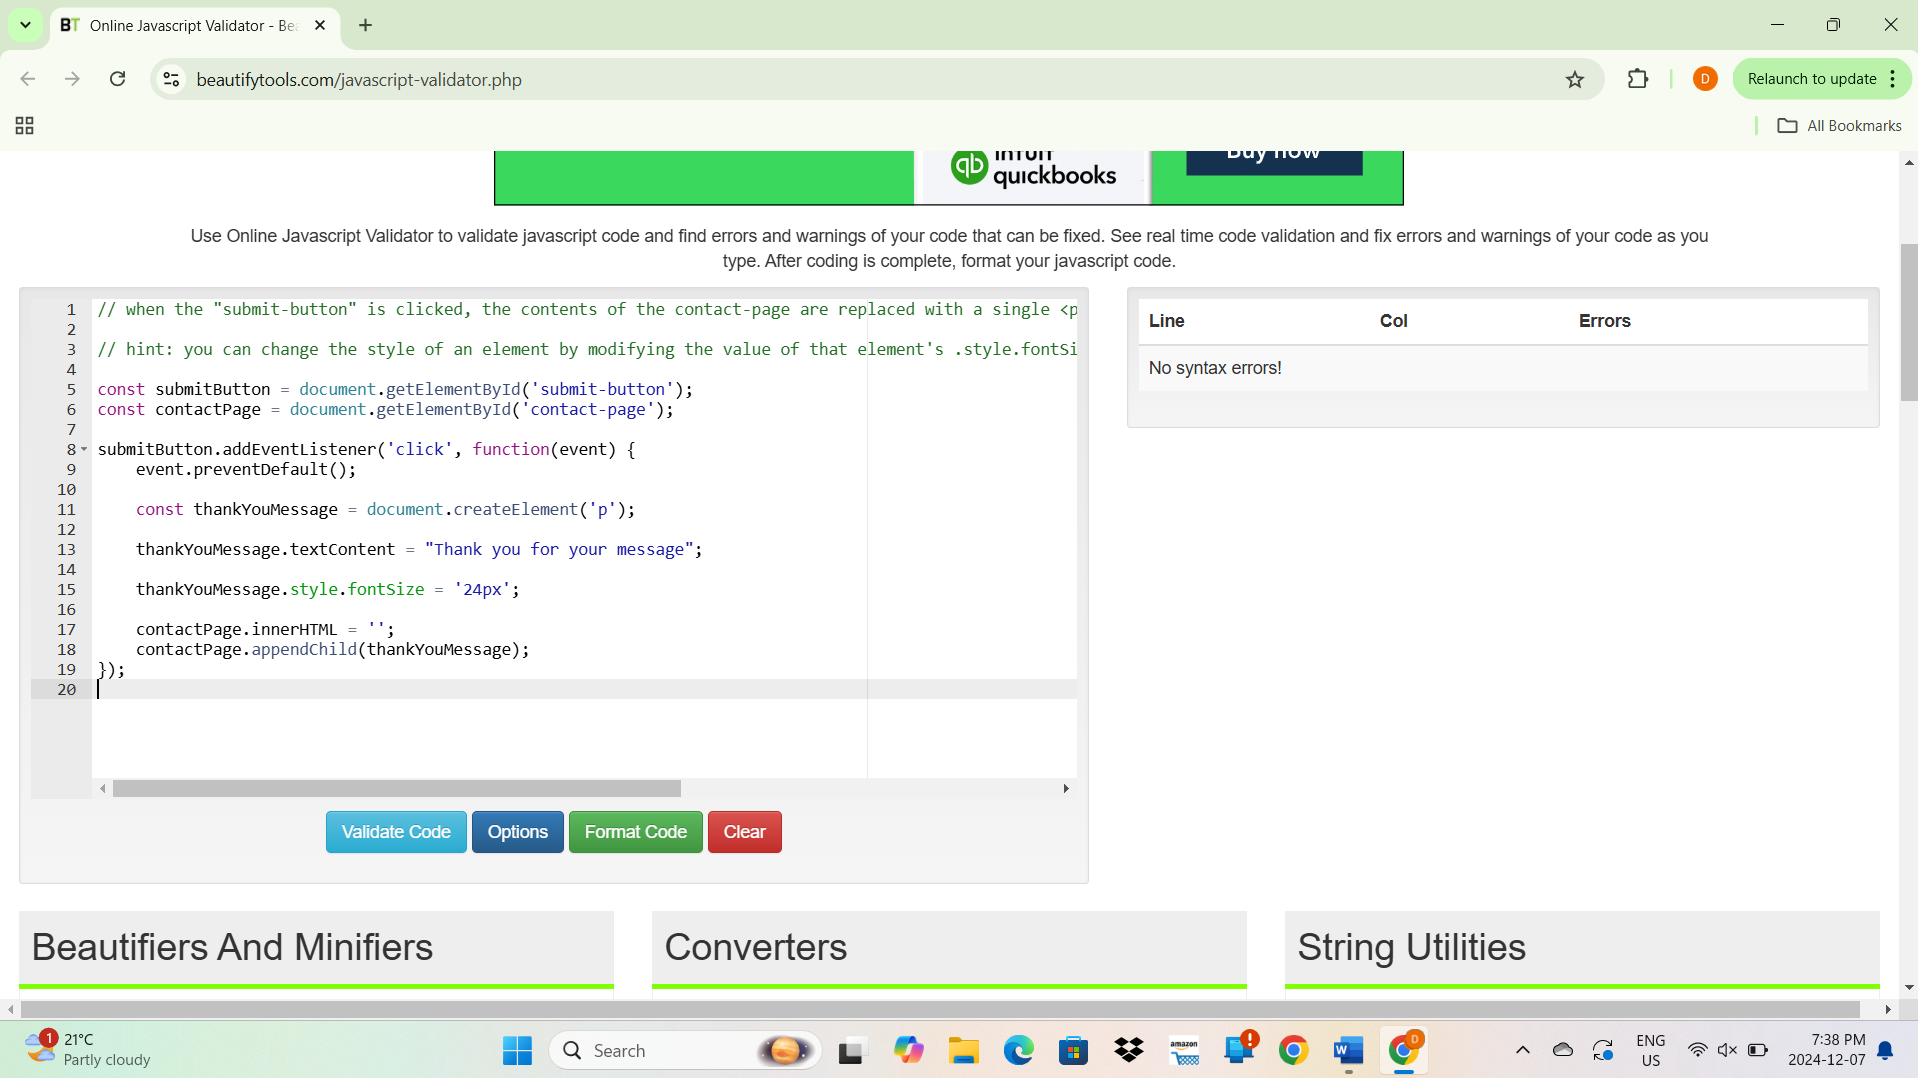 BT Online Javascript Validator - Be
beautifytools.com/javascript-validator.php
D
Relaunch to update
All Bookmarks
intuit
quickbooks
qb
Buy now
Use Online Javascript Validator to validate javascript code and find errors and warnings of your code that can be fixed. See real time code validation and fix errors and warnings of your code as you
type. After coding is complete, format your javascript code.
1 // when the "submit-button" is clicked, the contents of the contact-page are replaced with a single <p
2
3 // hint: you can change the style of an element by modifying the value of that element's .style.fontSi
4
5 const submitButton = document.getElementById('submit-button');
6 const contactPage = document.getElementById('contact-page');
7
8 submitButton.addEventListener('click', function(event) {
9 event.preventDefault();
10
11 const thankYouMessage = document.createElement('p');
12
13 thankYouMessage.textContent = "Thank you for your message";
14
15 thankYouMessage.style.fontSize = '24px';
16
17 contactPage.innerHTML = '';
18 contactPage.appendChild(thankYouMessage);
19 });
20
Line Col Errors
No syntax errors!
Validate Code Options Format Code Clear
Beautifiers And Minifiers
Converters
String Utilities
1
21°C
Partly cloudy
Search
amazon
W
D
ENG
US
7:38 PM
2024-12-07